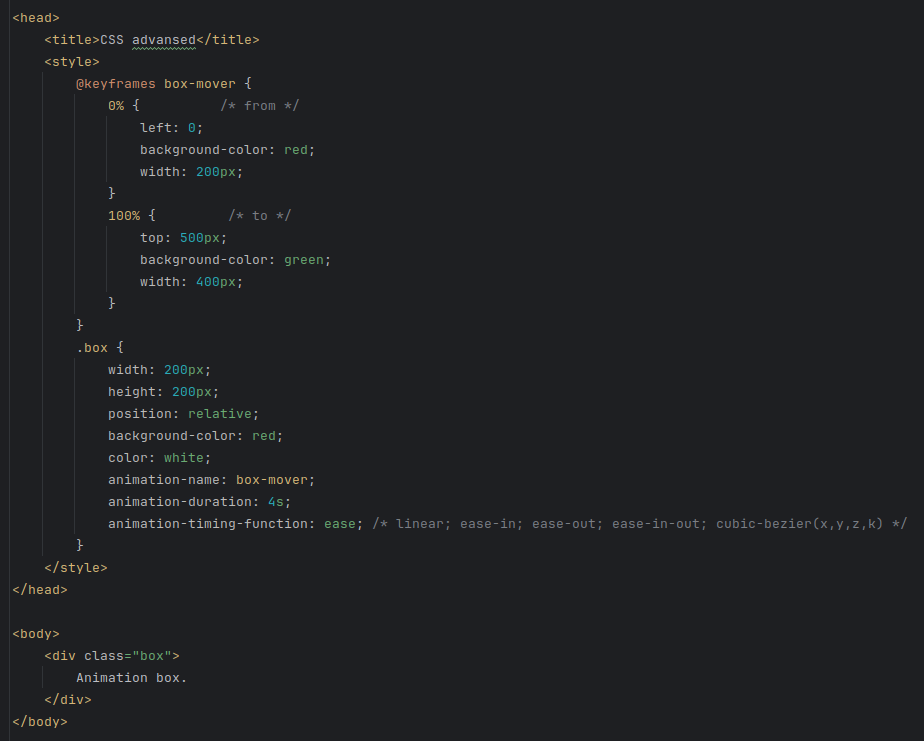 <head>
    <title>CSS advansed</title>
    <style>
        @keyframes box-mover {
            0% {          /* from */
                left: 0;
                background-color: red;
                width: 200px;
            }
            100% {         /* to */
                top: 500px;
                background-color: green;
                width: 400px;
            }
        }
        .box {
            width: 200px;
            height: 200px;
            position: relative;
            background-color: red;
            color: white;
            animation-name: box-mover;
            animation-duration: 4s;
            animation-timing-function: ease; /* linear; ease-in; ease-out; ease-in-out; cubic-bezier(x,y,z,k) */
        }
    </style>
</head>

<body>
    <div class="box">
        Animation box.
    </div>
</body>